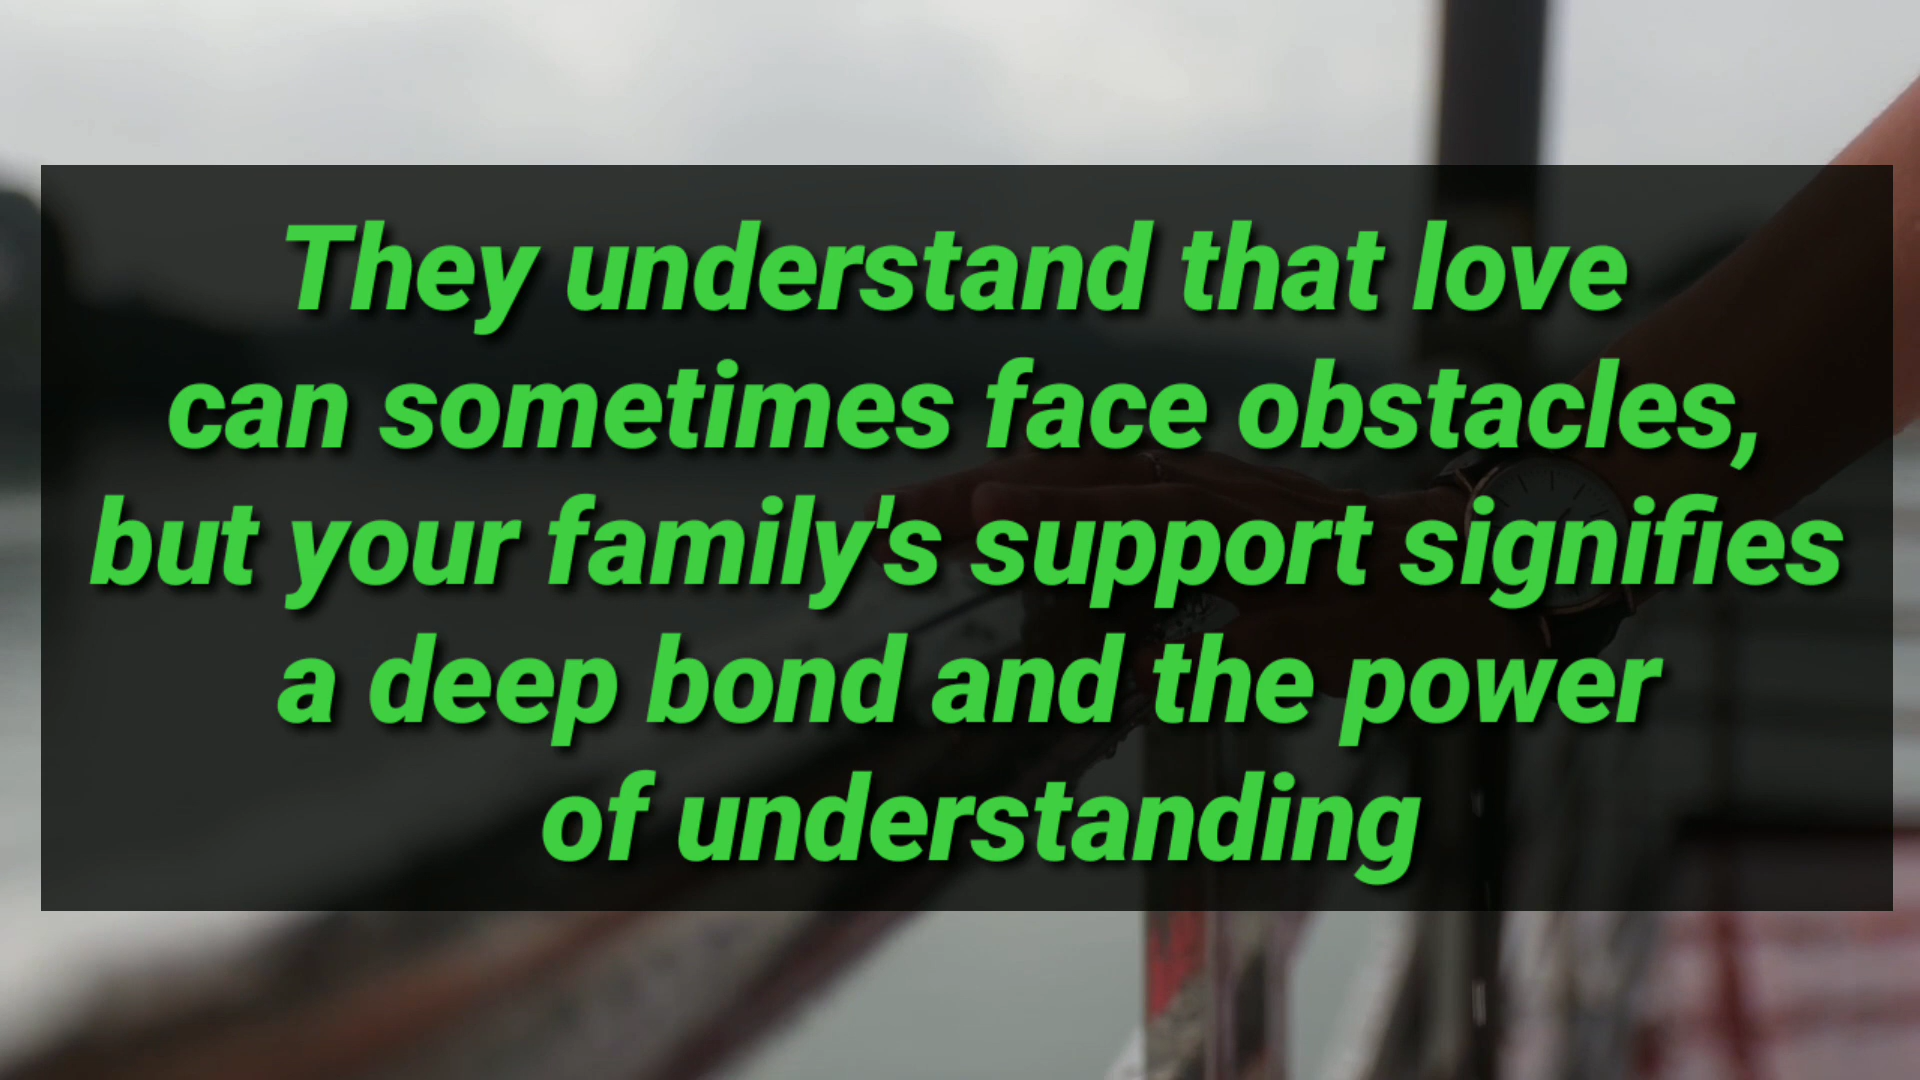 They understand that love
can sometimes face obstacles,
but your family's support signifies
a deep bond and the power
of understanding